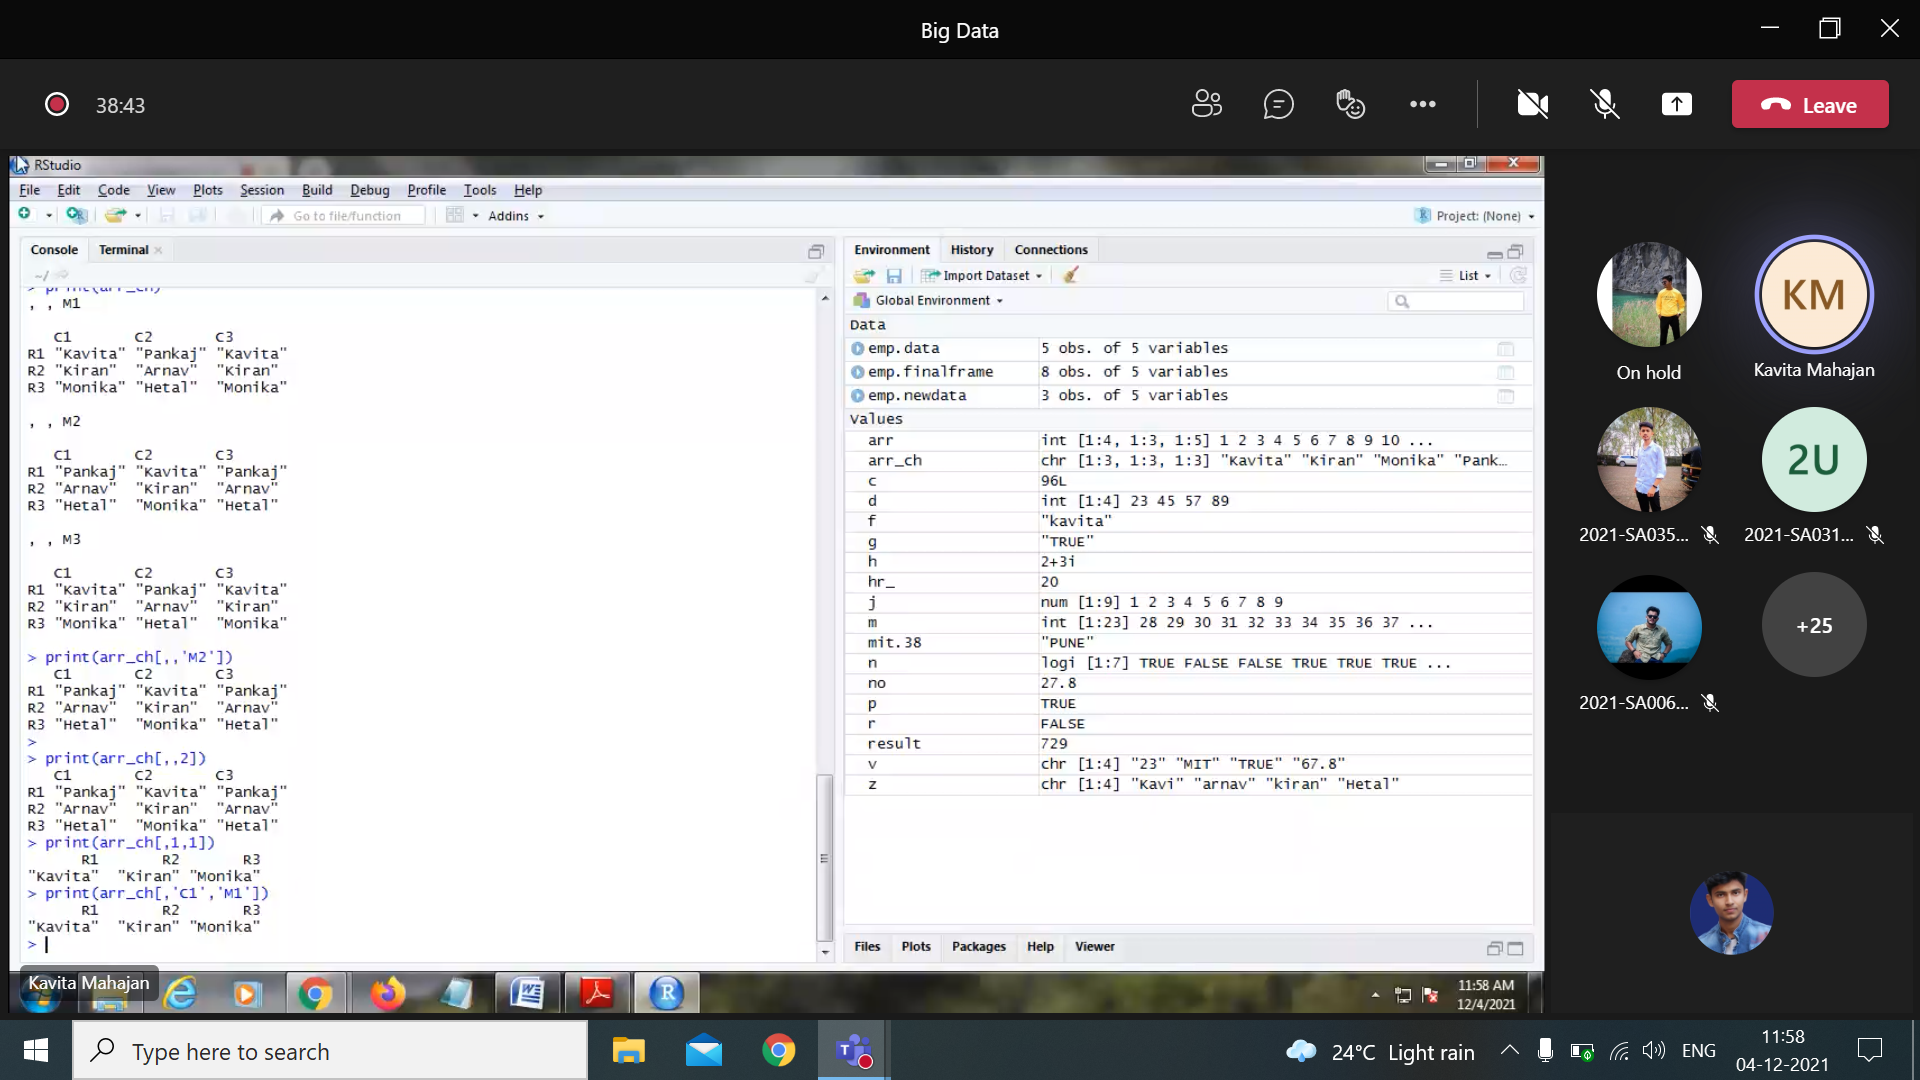 Big Data
38:43
Leave
RStudio
File Edit Code View Plots Session Build Debug Profile Tools Help
Go to file/function Addins Project: (None)
Console Terminal
~/
> print(arr_ch)
, , M1
C1 C2 C3
R1 "Kavita" "Pankaj" "Kavita"
R2 "Kiran" "Arnav" "Kiran"
R3 "Monika" "Hetal" "Monika"
, , M2
C1 C2 C3
R1 "Pankaj" "Kavita" "Pankaj"
R2 "Arnav" "Kiran" "Arnav"
R3 "Hetal" "Monika" "Hetal"
, , M3
C1 C2 C3
R1 "Kavita" "Pankaj" "Kavita"
R2 "Kiran" "Arnav" "Kiran"
R3 "Monika" "Hetal" "Monika"
> print(arr_ch[,,'M2'])
C1 C2 C3
R1 "Pankaj" "Kavita" "Pankaj"
R2 "Arnav" "Kiran" "Arnav"
R3 "Hetal" "Monika" "Hetal"
>
> print(arr_ch[,,2])
C1 C2 C3
R1 "Pankaj" "Kavita" "Pankaj"
R2 "Arnav" "Kiran" "Arnav"
R3 "Hetal" "Monika" "Hetal"
> print(arr_ch[,1,1])
R1 R2 R3
"Kavita" "Kiran" "Monika"
> print(arr_ch[,'C1','M1'])
R1 R2 R3
"Kavita" "Kiran" "Monika"
>
Environment History Connections
Import Dataset List
Global Environment
Data
emp.data 5 obs. of 5 variables
emp.finalframe 8 obs. of 5 variables
emp.newdata 3 obs. of 5 variables
Values
arr int [1:4, 1:3, 1:5] 1 2 3 4 5 6 7 8 9 10 ...
arr_ch chr [1:3, 1:3, 1:3] "Kavita" "Kiran" "Monika" "Pank…
c 96L
d int [1:4] 23 45 57 89
f "kavita"
g "TRUE"
h 2+3i
hr_ 20
j num [1:9] 1 2 3 4 5 6 7 8 9
m int [1:23] 28 29 30 31 32 33 34 35 36 37 ...
mit.38 "PUNE"
n logi [1:7] TRUE FALSE FALSE TRUE TRUE TRUE ...
no 27.8
p TRUE
r FALSE
result 729
v chr [1:4] "23" "MIT" "TRUE" "67.8"
z chr [1:4] "Kavi" "arnav" "kiran" "Hetal"
Files Plots Packages Help Viewer
Kavita Mahajan
11:58 AM
12/4/2021
On hold
KM
Kavita Mahajan
2021-SA035...
2U
2021-SA031...
2021-SA006...
+25
Type here to search
24°C Light rain
ENG
11:58
04-12-2021